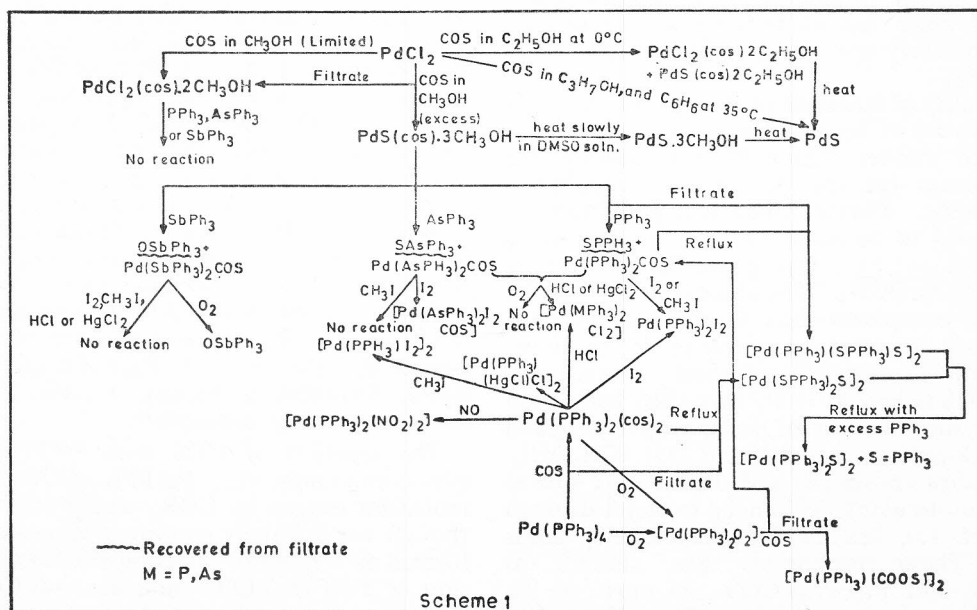 COS in CH3OH (Limited) PdCl2 COS in C2H5OH at 0°C PdCl2(cos)2C2H5OH
+ PdS(cos)2C2H5OH
PdCl2(cos).2CH3OH Filtrate COS in CH3OH (excess) COS in C3H7OH, and C6H6 at 35°C heat
PPh3, AsPh3
or SbPh3
No reaction
PdS(cos).3CH3OH heat slowly in DMSO soln. PdS.3CH3OH heat PdS
SbPh3 AsPh3 PPh3 Filtrate
OSbPh3+
Pd(SbPh3)2COS
SAsPh3+
Pd(AsPH3)2COS
SPPH3+
Pd(PPh3)2COS
Reflux
I2,CH3I,
HCl or HgCl2
No reaction
O2
OSbPh3
CH3I
No reaction
I2
[Pd(AsPh3)2I2
COS]
O2
No
reaction
HCl or HgCl2
[Pd(MPh3)2
Cl2]
I2 or
CH3I
Pd(PPh3)2I2
[Pd(PPH3)I2]2
CH3I
[Pd(PPh3)
(HgCl)Cl]2
HCl
I2
[Pd(PPh3)(SPPh3)S]2
[Pd(SPPh3)2S]2
Reflux with
excess PPh3
[Pd(PPh3)2S]2 + S=PPh3
[Pd(PPh3)2(NO2)2] NO Pd(PPh3)2(cos)2 Reflux
COS Filtrate
O2
Pd(PPh3)4 O2 [Pd(PPh3)2O2] COS Filtrate
[Pd(PPh3)(COOS)]2
Recovered from filtrate
M = P, As
Scheme 1